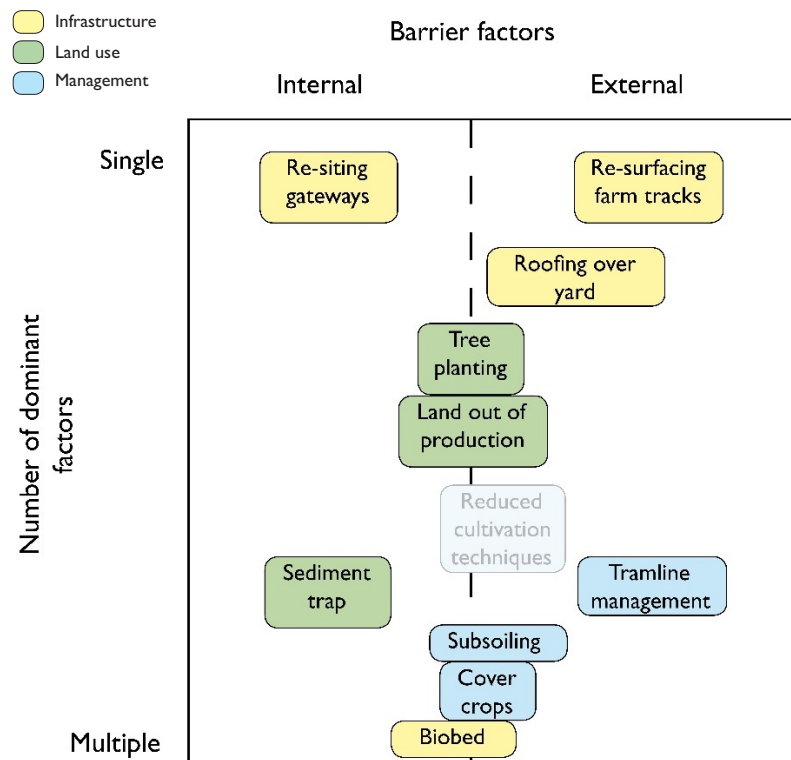 Infrastructure
Land use
Management
Barrier factors
Internal
External
Single
Re-siting
gateways
Re-surfacing
farm tracks
Roofing over
yard
Tree
planting
Land out of
production
Number of dominant
factors
Reduced
cultivation
techniques
Sediment
trap
Tramline
management
Subsoiling
Cover
crops
Multiple
Biobed